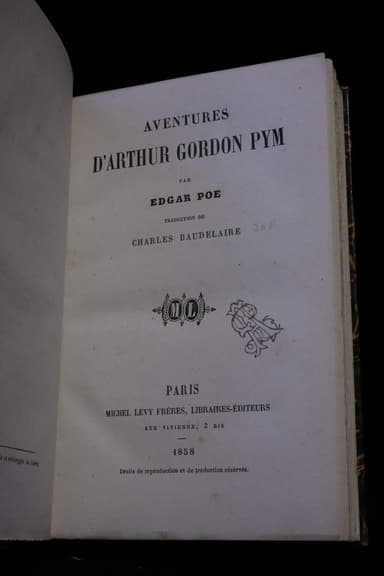 AVENTURES
D'ARTHUR GORDON PYM
PAR
EDGAR POE
TRADUCTION DE
CHARLES BAUDELAIRE
ML
PARIS
MICHEL LÉVY FRÈRES, LIBRAIRES-ÉDITEURS
RUE VIVIENNE, 2 BIS
1858
Droits de reproduction et de traduction réservés.